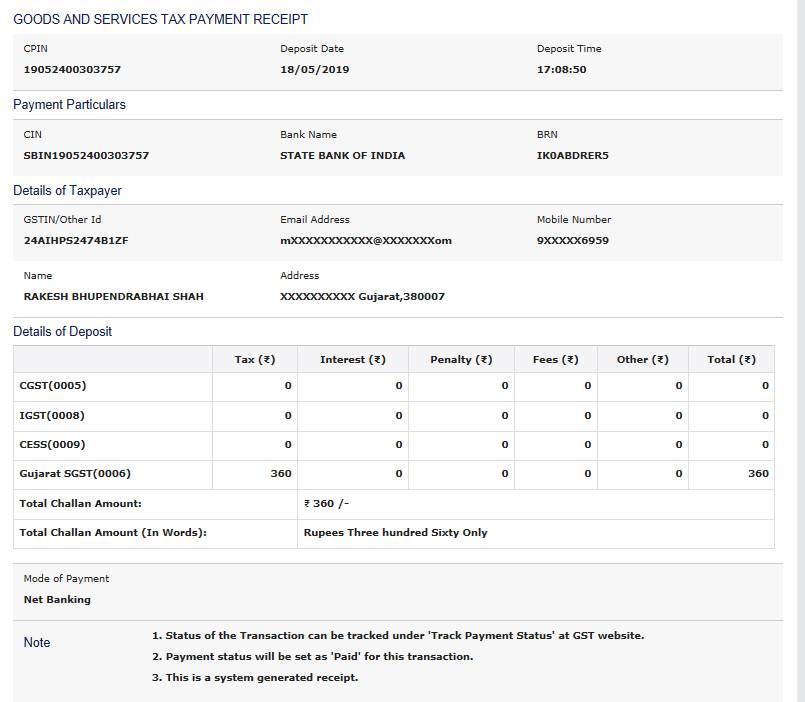 GOODS AND SERVICES TAX PAYMENT RECEIPT
CPIN Deposit Date Deposit Time
19052400303757 18/05/2019 17:08:50
Payment Particulars
CIN Bank Name BRN
SBIN19052400303757 STATE BANK OF INDIA IK0ABDRER5
Details of Taxpayer
GSTIN/Other Id Email Address Mobile Number
24AIHPS2474B1ZF mXXXXXXXXXXX@XXXXXXXom 9XXXXX6959
Name Address
RAKESH BHUPENDRABHAI SHAH XXXXXXXXXX Gujarat,380007
Details of Deposit
Tax (₹) Interest (₹) Penalty (₹) Fees (₹) Other (₹) Total (₹)
CGST(0005) 0 0 0 0 0 0
IGST(0008) 0 0 0 0 0 0
CESS(0009) 0 0 0 0 0 0
Gujarat SGST(0006) 360 0 0 0 0 360
Total Challan Amount: ₹ 360 /-
Total Challan Amount (In Words): Rupees Three hundred Sixty Only
Mode of Payment
Net Banking
Note
1. Status of the Transaction can be tracked under 'Track Payment Status' at GST website.
2. Payment status will be set as 'Paid' for this transaction.
3. This is a system generated receipt.